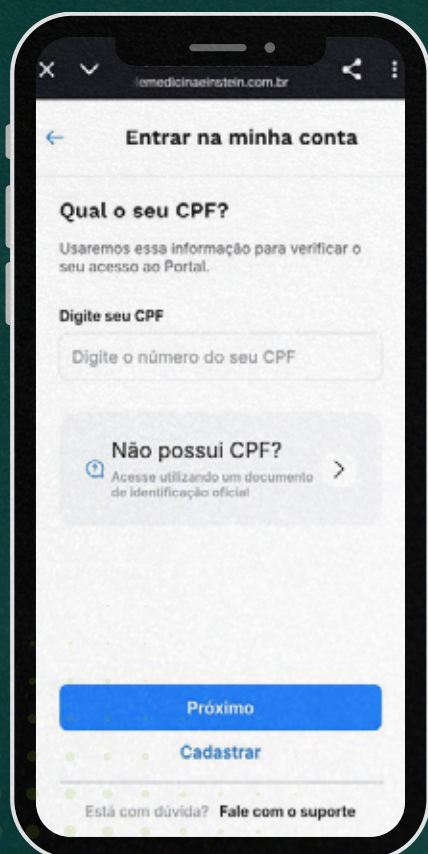 lemedicinaeinstein.com.br
Entrar na minha conta
Qual o seu CPF?
Usaremos essa informação para verificar o
seu acesso ao Portal.
Digite seu CPF
Digite o número do seu CPF
Não possui CPF?
Acesse utilizando um documento
de identificação oficial
Próximo
Cadastrar
Está com dúvida? Fale com o suporte